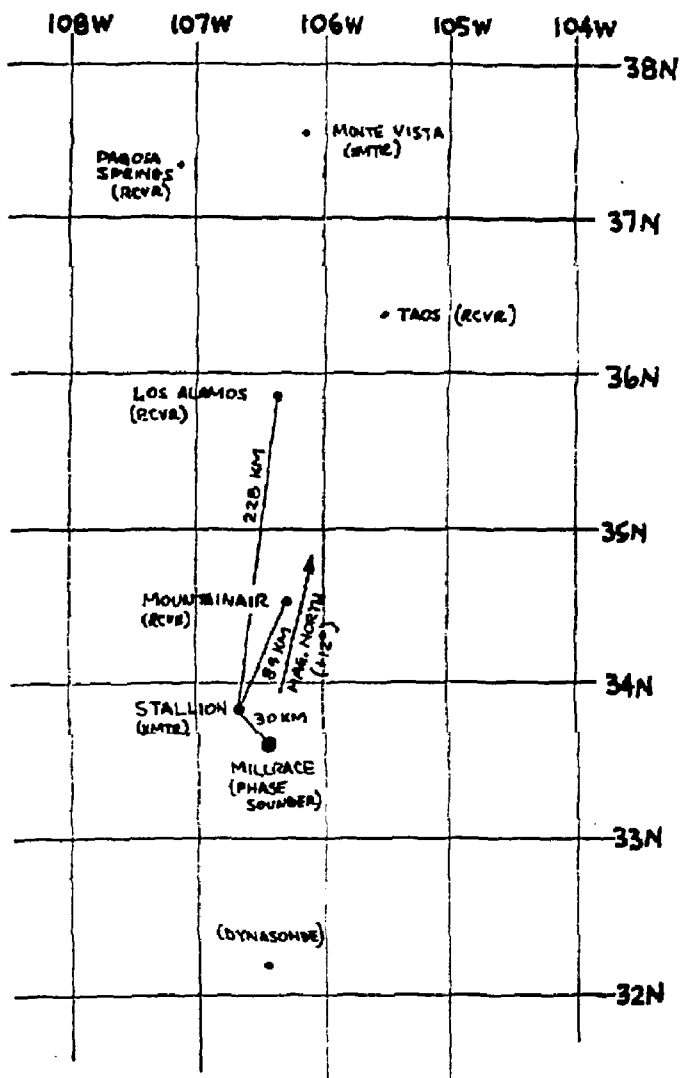 108W 107W 106W 105W 104W
38N
MONTE VISTA
(XMTR)
PAGOSA
SPRINGS
(RCVR)
37N
TAOS (RCVR)
36N
LOS ALAMOS
(RCVR)
228 KM
35N
MOUNTAINAIR
(RCVR)
89 KM
MAG. NORTH
(+12°)
34N
STALLION
(XMTR)
30 KM
MILLRACE
(PHASE
SOUNDER)
33N
(DYNASONDE)
32N